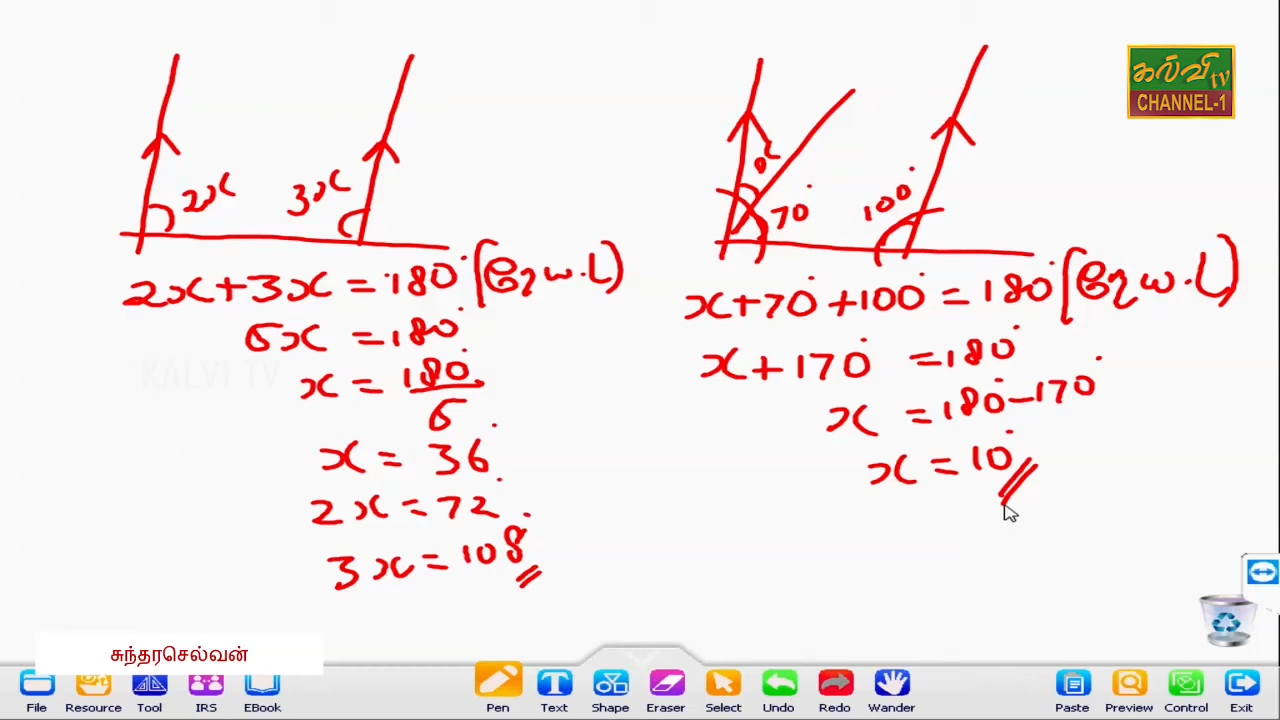 கல்வி tv
CHANNEL-1
2x
3x
x
70°
100°
2x+3x = 180° (நே.வ.ட)
5x = 180°
x = 180°/5
x = 36°
2x = 72°
3x = 108°
x+70°+100° = 180°
x+170° = 180°
x = 180°-170°
x = 10°
KALVI TV
சுந்தரசெல்வன்
File Resource Tool IRS EBook Pen Text Shape Eraser Select Undo Redo Wander Paste Preview Control Exit